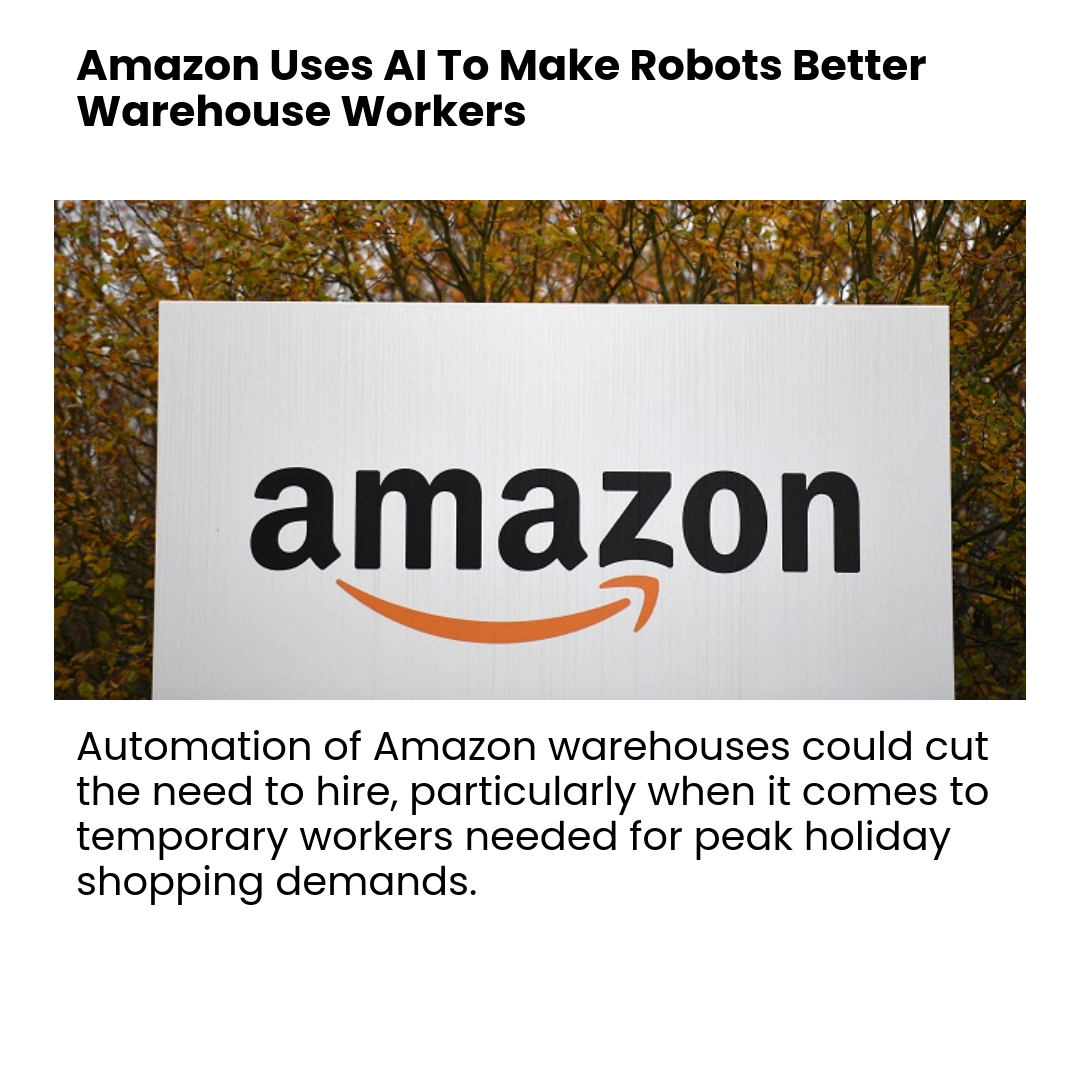 Amazon Uses AI To Make Robots Better
Warehouse Workers
amazon
Automation of Amazon warehouses could cut
the need to hire, particularly when it comes to
temporary workers needed for peak holiday
shopping demands.